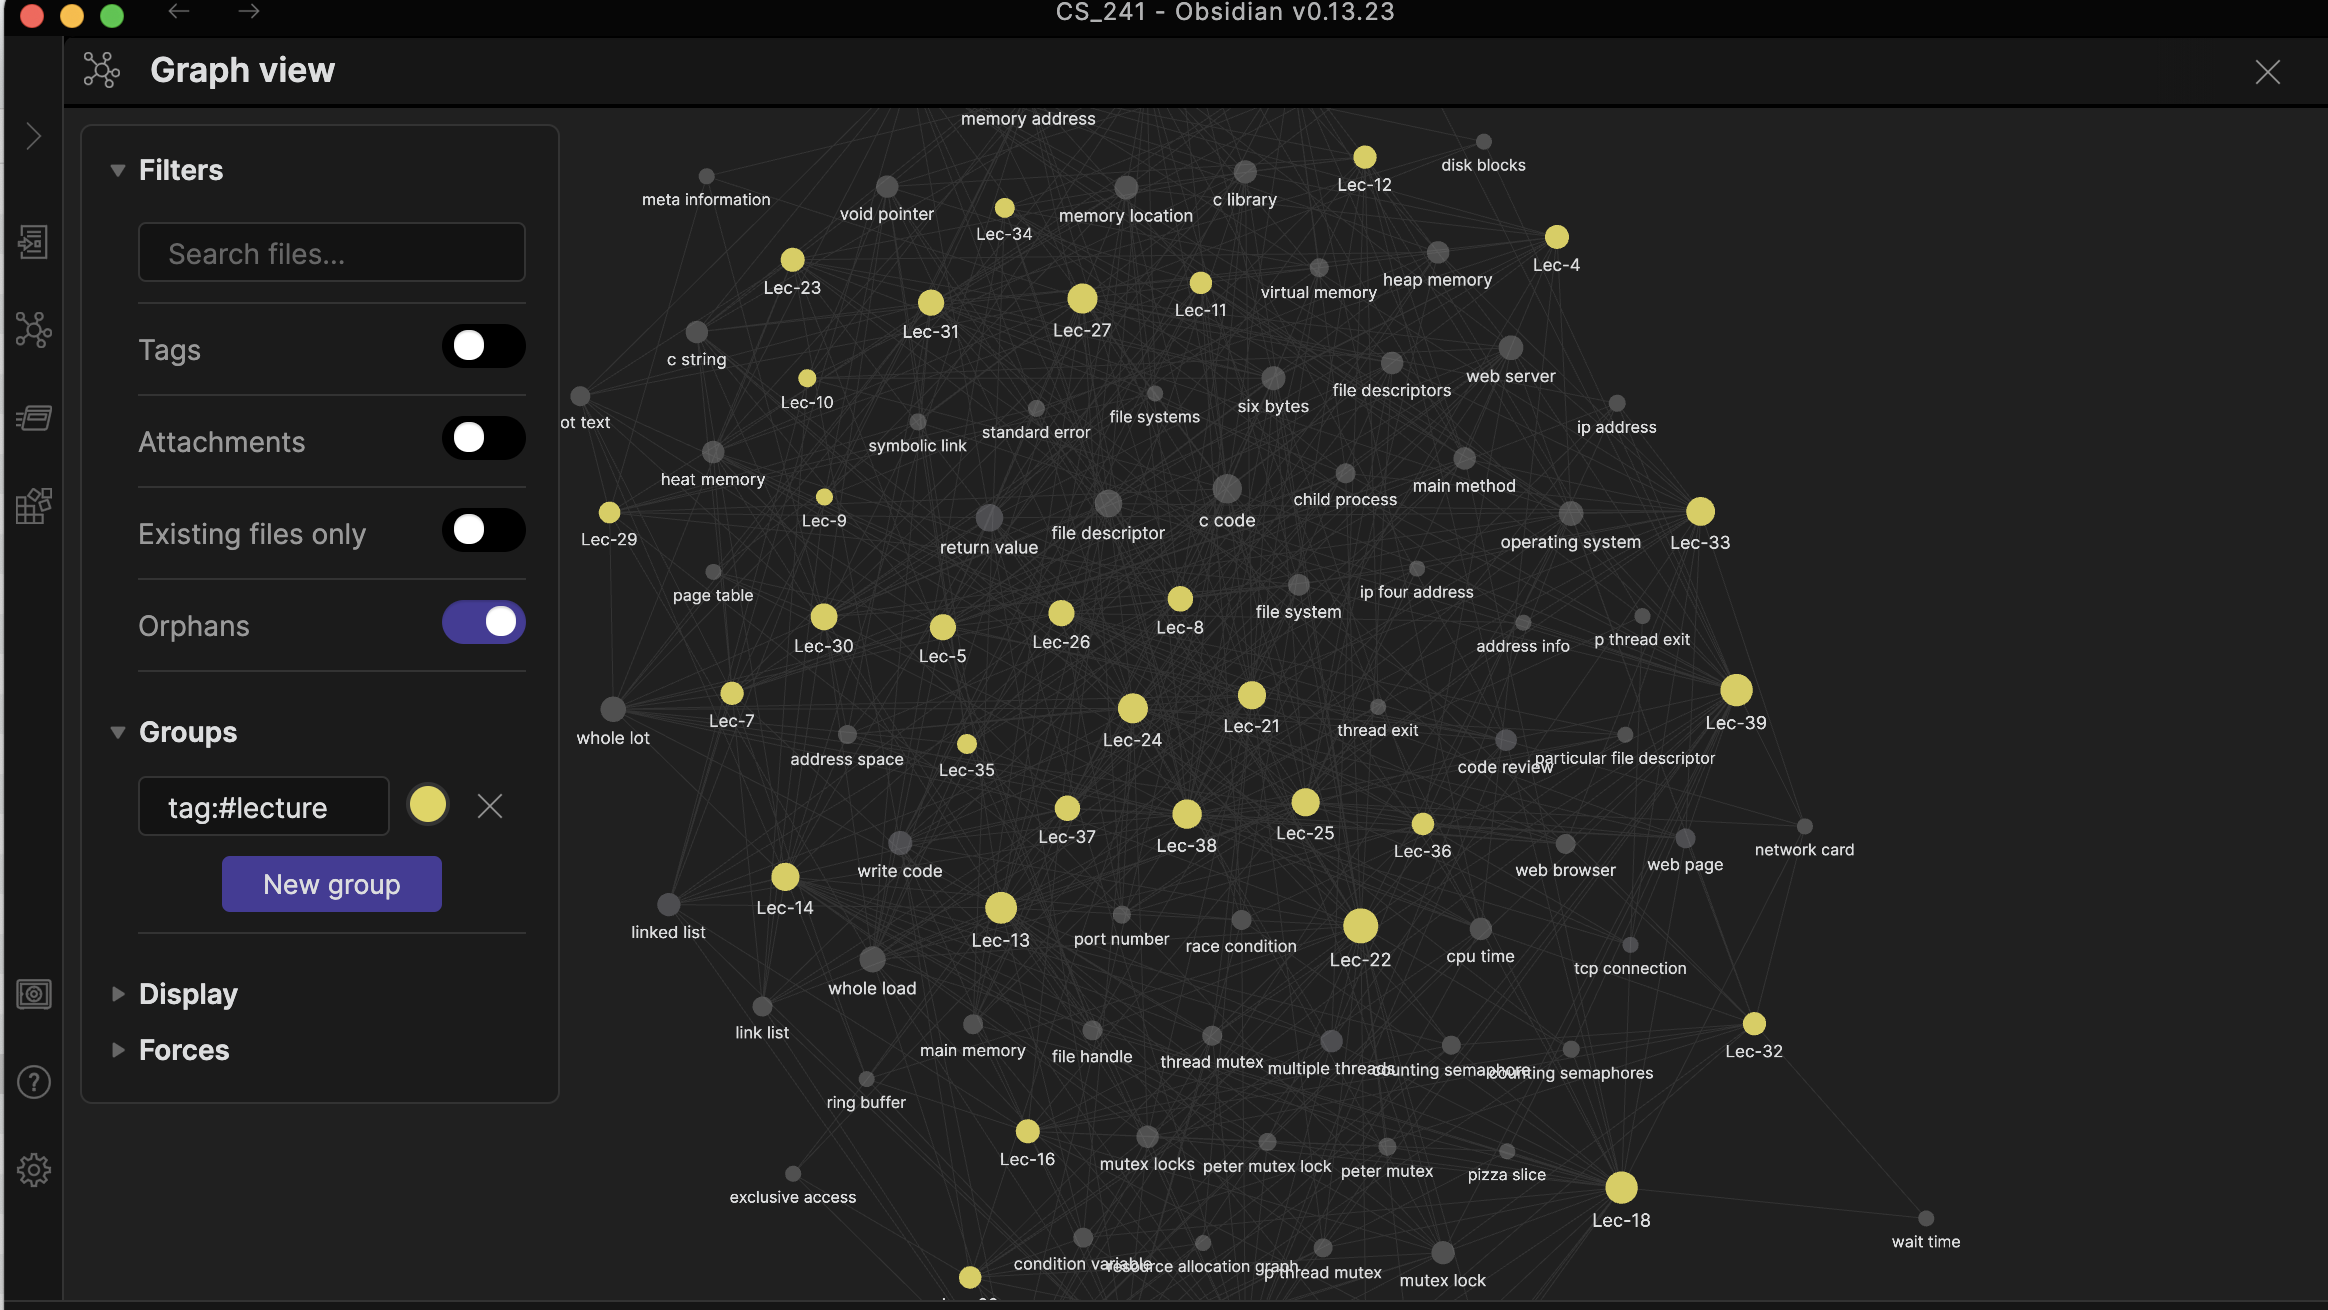 CS_241 - Obsidian v0.13.23
Graph view
Filters
Search files...
Tags
Attachments
Existing files only
Orphans
Groups
tag:#lecture
New group
Display
Forces
memory address
disk blocks
Lec-12
meta information
c library
void pointer
memory location
Lec-34
Lec-4
heap memory
Lec-23
virtual memory
Lec-11
Lec-27
Lec-31
c string
web server
file descriptors
Lec-10
six bytes
file systems
ot text
ip address
standard error
symbolic link
heat memory
main method
child process
Lec-9
c code
file descriptor
Lec-29
operating system
Lec-33
return value
ip four address
page table
file system
Lec-8
p thread exit
Lec-26
Lec-30
address info
Lec-5
Lec-7
Lec-39
Lec-21
thread exit
whole lot
Lec-24
particular file descriptor
address space
code review
Lec-35
Lec-25
Lec-37
Lec-38
network card
Lec-36
web page
web browser
write code
Lec-14
linked list
port number
Lec-13
race condition
cpu time
Lec-22
tcp connection
whole load
link list
main memory
Lec-32
file handle
thread mutex
multiple threads
counting semaphore
counting semaphores
ring buffer
Lec-16
mutex locks
peter mutex lock
peter mutex
pizza slice
exclusive access
Lec-18
wait time
condition variable
resource allocation graph
p thread mutex
mutex lock